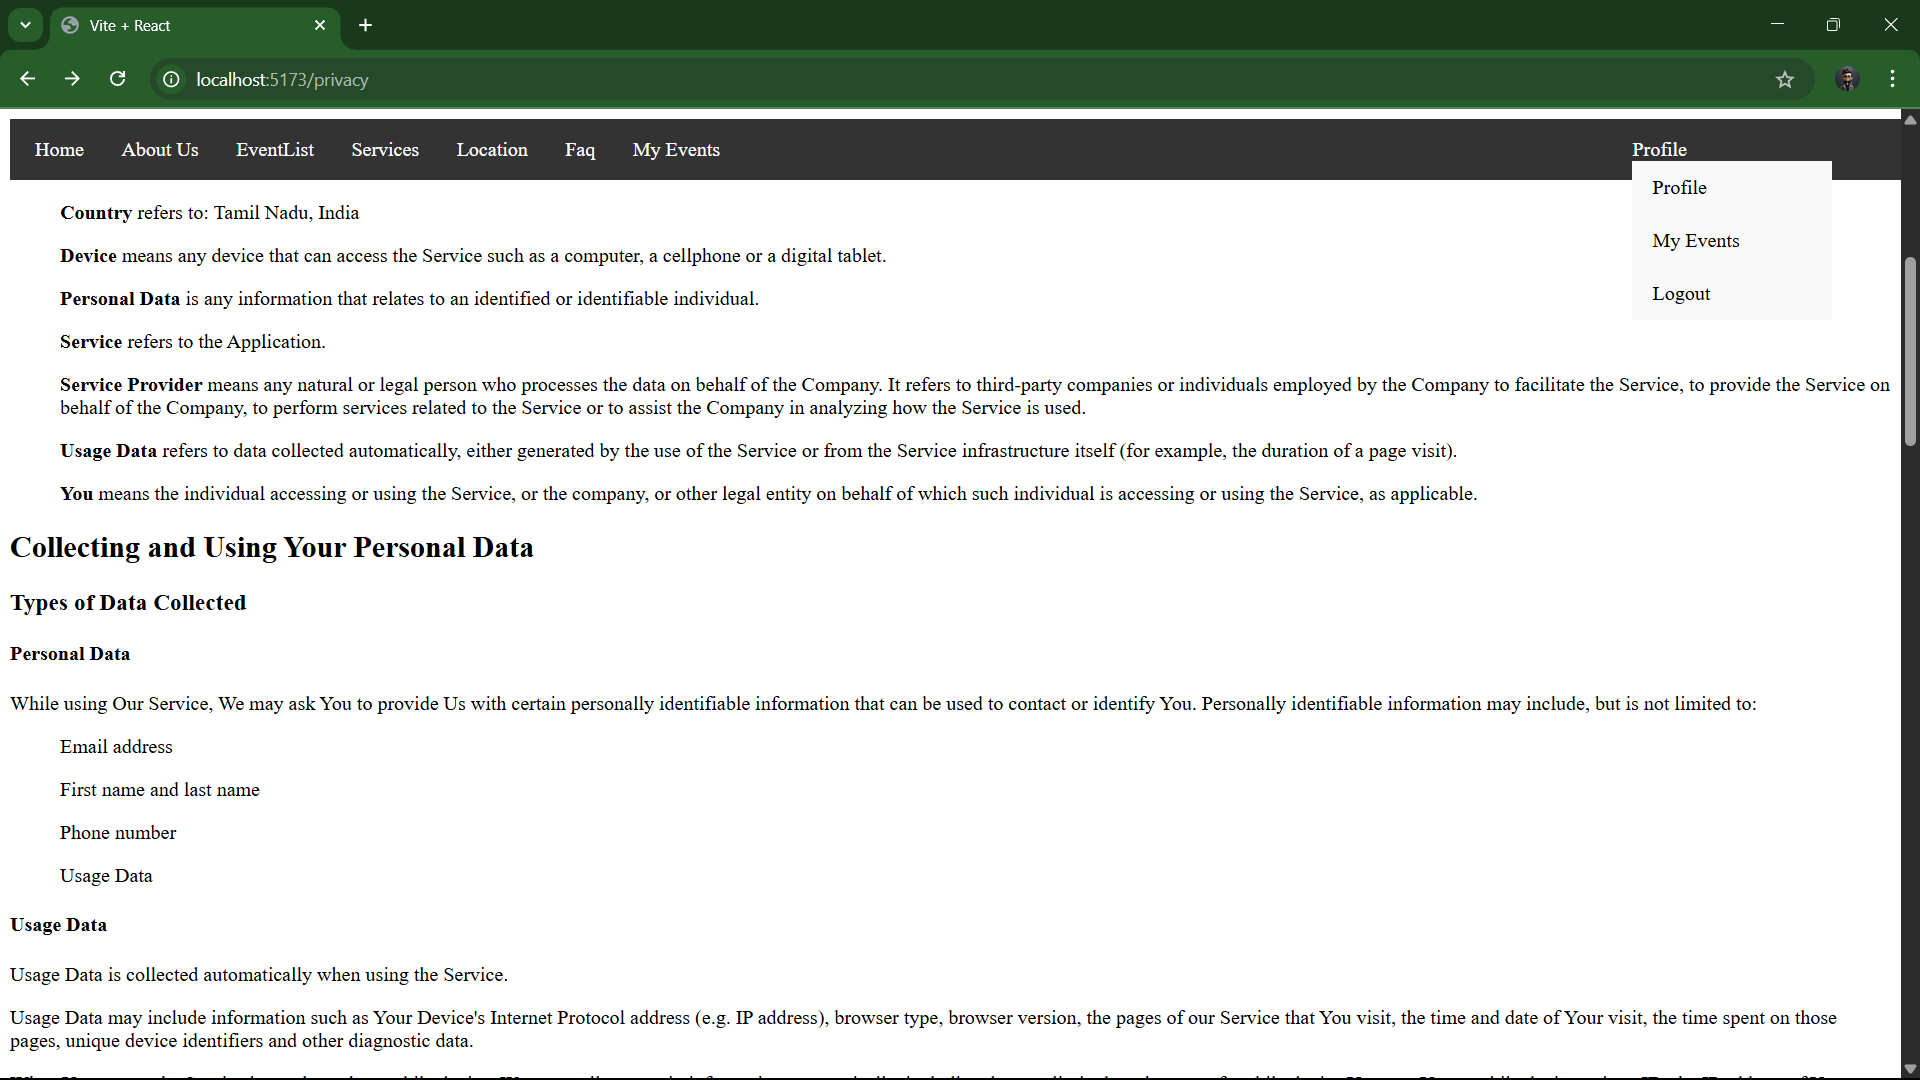 Vite + React
localhost:5173/privacy
Home About Us EventList Services Location Faq My Events Profile
Profile
My Events
Logout
Country refers to: Tamil Nadu, India
Device means any device that can access the Service such as a computer, a cellphone or a digital tablet.
Personal Data is any information that relates to an identified or identifiable individual.
Service refers to the Application.
Service Provider means any natural or legal person who processes the data on behalf of the Company. It refers to third-party companies or individuals employed by the Company to facilitate the Service, to provide the Service on
behalf of the Company, to perform services related to the Service or to assist the Company in analyzing how the Service is used.
Usage Data refers to data collected automatically, either generated by the use of the Service or from the Service infrastructure itself (for example, the duration of a page visit).
You means the individual accessing or using the Service, or the company, or other legal entity on behalf of which such individual is accessing or using the Service, as applicable.
Collecting and Using Your Personal Data
Types of Data Collected
Personal Data
While using Our Service, We may ask You to provide Us with certain personally identifiable information that can be used to contact or identify You. Personally identifiable information may include, but is not limited to:
Email address
First name and last name
Phone number
Usage Data
Usage Data
Usage Data is collected automatically when using the Service.
Usage Data may include information such as Your Device's Internet Protocol address (e.g. IP address), browser type, browser version, the pages of our Service that You visit, the time and date of Your visit, the time spent on those
pages, unique device identifiers and other diagnostic data.